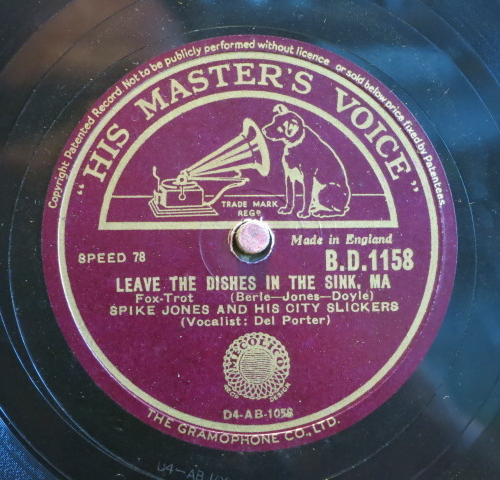 Copyright Patented Record. Not to be publicly performed without licence or sold below price fixed by Patentees.
"HIS MASTER'S VOICE"
TRADE MARK
REGD
Made in England
SPEED 78
B.D.1158
LEAVE THE DISHES IN THE SINK, MA
Fox-Trot (Berle—Jones—Doyle)
SPIKE JONES AND HIS CITY SLICKERS
(Vocalist: Del Porter)
MECOLICO
DESIGN
D4-AB-1058
THE GRAMOPHONE CO., LTD.